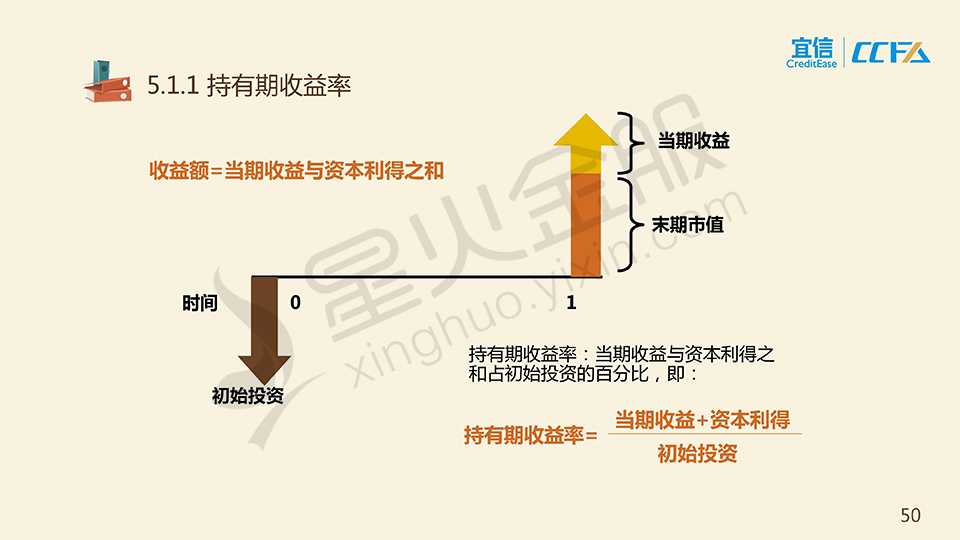 宜信
CreditEase
CCFA
5.1.1 持有期收益率
当期收益
收益额=当期收益与资本利得之和
末期市值
星火金服
xinghuo.yixin.com
时间
0
1
初始投资
持有期收益率：当期收益与资本利得之
和占初始投资的百分比，即：
持有期收益率=
当期收益+资本利得
初始投资
50